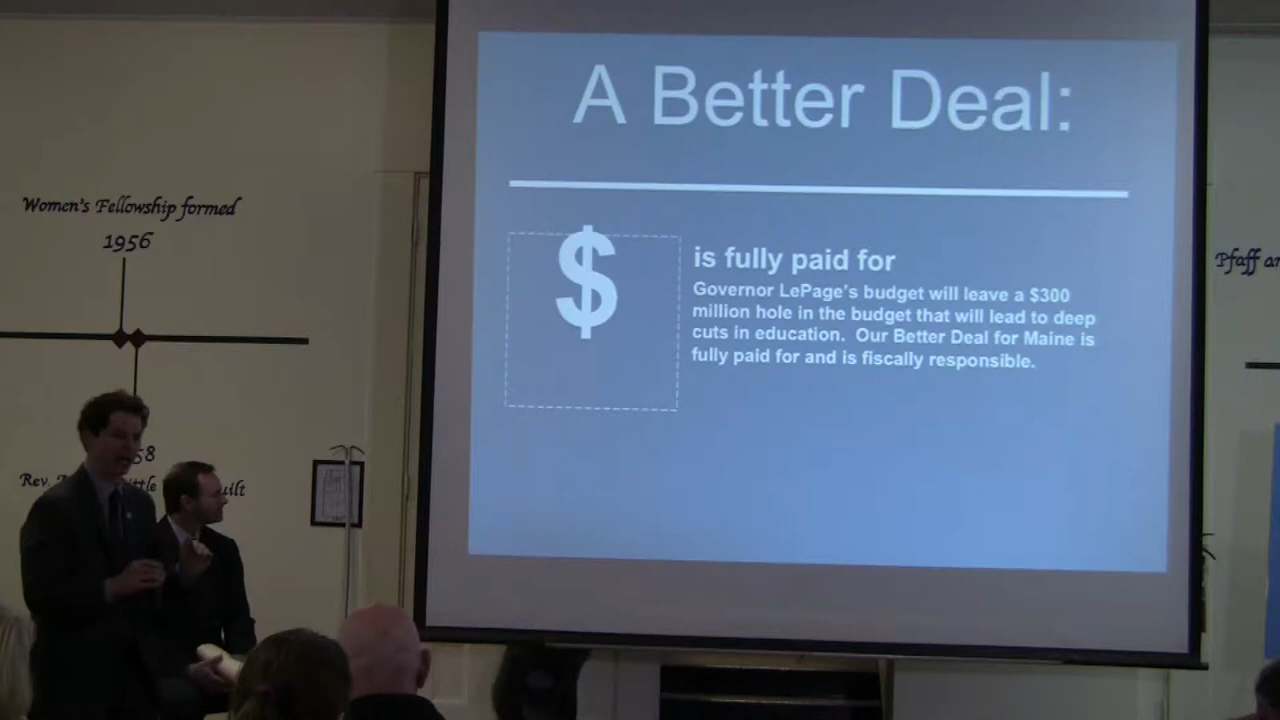 A Better Deal:
$
is fully paid for
Governor LePage's budget will leave a $300
million hole in the budget that will lead to deep
cuts in education. Our Better Deal for Maine is
fully paid for and is fiscally responsible.
Women's Fellowship formed
1956
58
Rev.
Pfaff